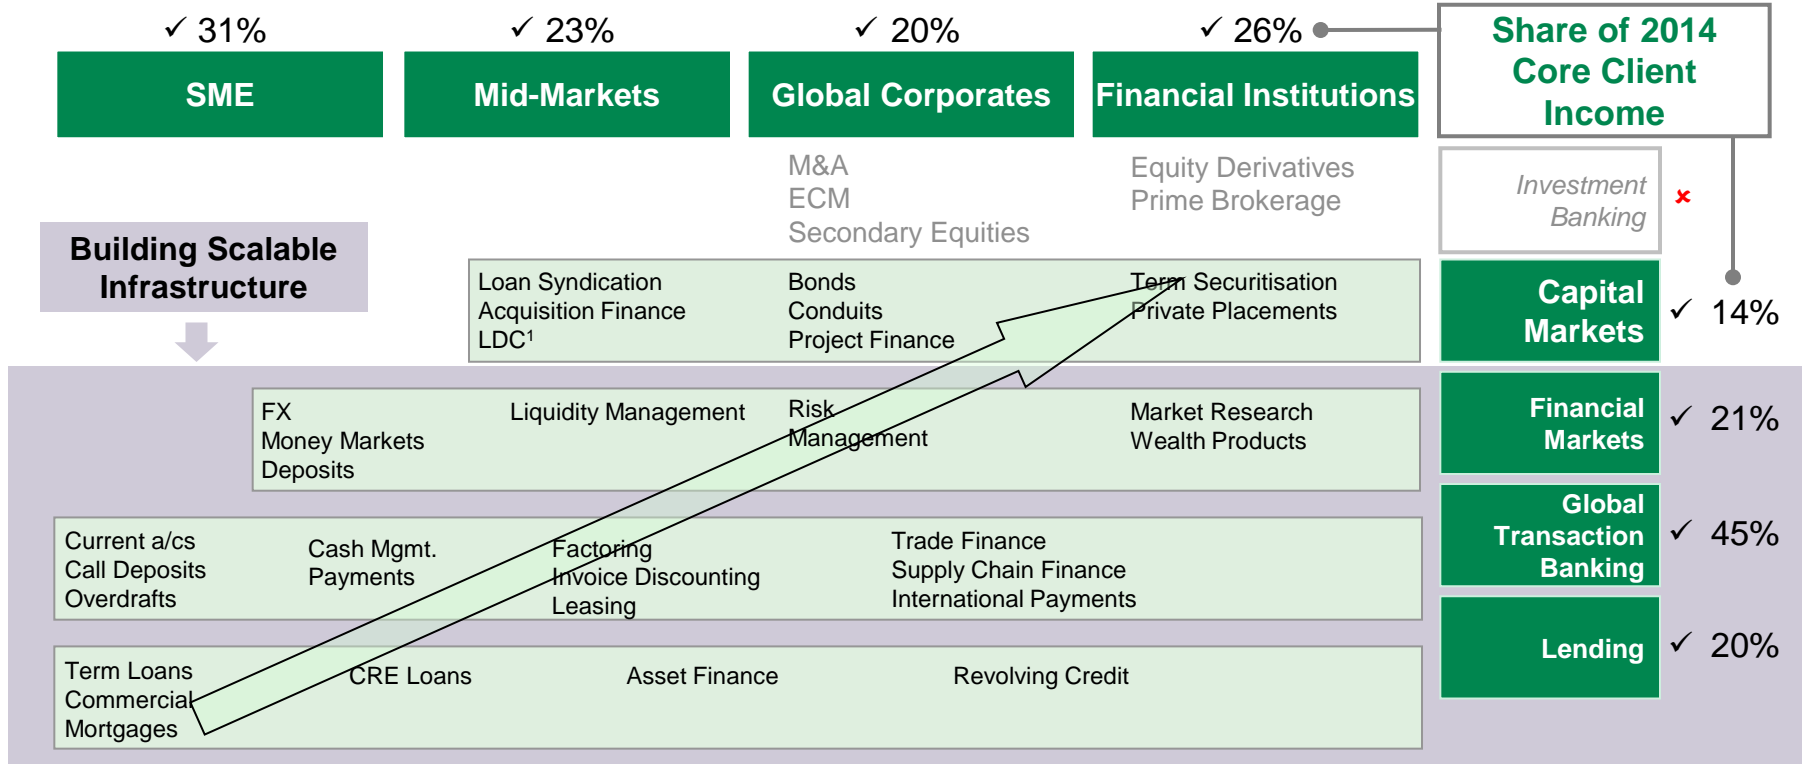 ✓ 31%
✓ 23%
✓ 20%
✓ 26%
Share of 2014
Core Client
Income
SME
Mid-Markets
Global Corporates
Financial Institutions
M&A
ECM
Secondary Equities
Equity Derivatives
Prime Brokerage
Investment
Banking
✘
Building Scalable
Infrastructure
Loan Syndication
Acquisition Finance
LDC¹
Bonds
Conduits
Project Finance
Term Securitisation
Private Placements
Capital
Markets
✓ 14%
FX
Money Markets
Deposits
Liquidity Management
Risk
Management
Market Research
Wealth Products
Financial
Markets
✓ 21%
Current a/cs
Call Deposits
Overdrafts
Cash Mgmt.
Payments
Factoring
Invoice Discounting
Leasing
Trade Finance
Supply Chain Finance
International Payments
Global
Transaction
Banking
✓ 45%
Term Loans
Commercial
Mortgages
CRE Loans
Asset Finance
Revolving Credit
Lending
✓ 20%